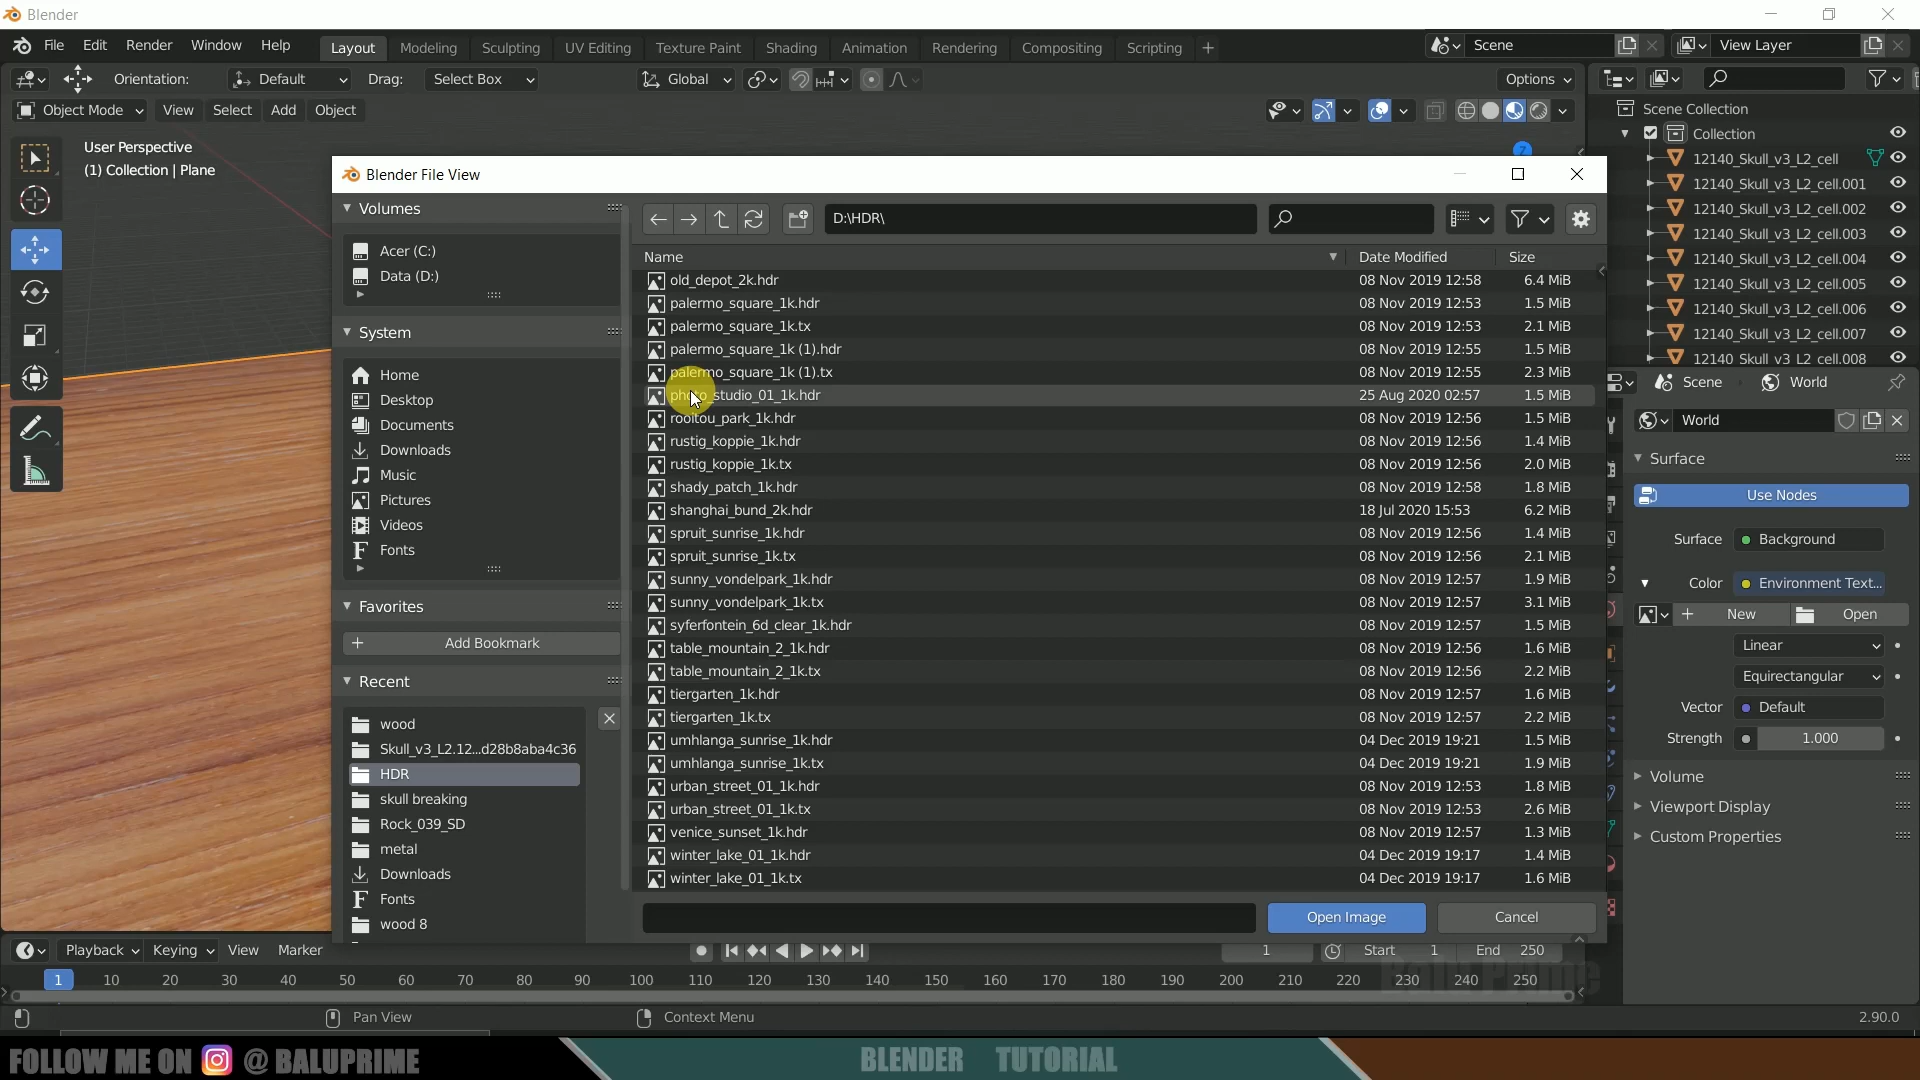 Blender
File Edit Render Window Help Layout Modeling Sculpting UV Editing Texture Paint Shading Animation Rendering Compositing Scripting + Scene View Layer
Orientation: Default Drag: Select Box Global Options
Object Mode View Select Add Object
User Perspective
(1) Collection | Plane
Scene Collection
Collection
12140_Skull_v3_L2_cell
12140_Skull_v3_L2_cell.001
12140_Skull_v3_L2_cell.002
12140_Skull_v3_L2_cell.003
12140_Skull_v3_L2_cell.004
12140_Skull_v3_L2_cell.005
12140_Skull_v3_L2_cell.006
12140_Skull_v3_L2_cell.007
12140_Skull_v3_L2_cell.008
Blender File View
Volumes
Acer (C:)
Data (D:)
System
Home
Desktop
Documents
Downloads
Music
Pictures
Videos
Fonts
Favorites
Add Bookmark
Recent
wood
Skull_v3_L2.12...d28b8aba4c36
HDR
skull breaking
Rock_039_SD
metal
Downloads
Fonts
wood 8
D:\HDR\
Name Date Modified Size
old_depot_2k.hdr 08 Nov 2019 12:58 6.4 MiB
palermo_square_1k.hdr 08 Nov 2019 12:53 1.5 MiB
palermo_square_1k.tx 08 Nov 2019 12:53 2.1 MiB
palermo_square_1k (1).hdr 08 Nov 2019 12:55 1.5 MiB
palermo_square_1k (1).tx 08 Nov 2019 12:55 2.3 MiB
photo_studio_01_1k.hdr 25 Aug 2020 02:57 1.5 MiB
rooitou_park_1k.hdr 08 Nov 2019 12:56 1.5 MiB
rustig_koppie_1k.hdr 08 Nov 2019 12:56 1.4 MiB
rustig_koppie_1k.tx 08 Nov 2019 12:56 2.0 MiB
shady_patch_1k.hdr 08 Nov 2019 12:58 1.8 MiB
shanghai_bund_2k.hdr 18 Jul 2020 15:53 6.2 MiB
spruit_sunrise_1k.hdr 08 Nov 2019 12:56 1.4 MiB
spruit_sunrise_1k.tx 08 Nov 2019 12:56 2.1 MiB
sunny_vondelpark_1k.hdr 08 Nov 2019 12:57 1.9 MiB
sunny_vondelpark_1k.tx 08 Nov 2019 12:57 3.1 MiB
syferfontein_6d_clear_1k.hdr 08 Nov 2019 12:57 1.5 MiB
table_mountain_2_1k.hdr 08 Nov 2019 12:56 1.6 MiB
table_mountain_2_1k.tx 08 Nov 2019 12:56 2.2 MiB
tiergarten_1k.hdr 08 Nov 2019 12:57 1.6 MiB
tiergarten_1k.tx 08 Nov 2019 12:57 2.2 MiB
umhlanga_sunrise_1k.hdr 04 Dec 2019 19:21 1.5 MiB
umhlanga_sunrise_1k.tx 04 Dec 2019 19:21 1.9 MiB
urban_street_01_1k.hdr 08 Nov 2019 12:53 1.8 MiB
urban_street_01_1k.tx 08 Nov 2019 12:53 2.6 MiB
venice_sunset_1k.hdr 08 Nov 2019 12:57 1.3 MiB
winter_lake_01_1k.hdr 04 Dec 2019 19:17 1.4 MiB
winter_lake_01_1k.tx 04 Dec 2019 19:17 1.6 MiB
Open Image Cancel
Scene World
World
Surface
Use Nodes
Surface Background
Color Environment Text...
New Open
Linear
Equirectangular
Vector Default
Strength 1.000
Volume
Viewport Display
Custom Properties
Playback Keying View Marker 1 Start 1 End 250
1 10 20 30 40 50 60 70 80 90 100 110 120 130 140 150 160 170 180 190 200 210 220 230 240 250
Balu Prime
Pan View Context Menu 2.90.0
FOLLOW ME ON @ BALUPRIME BLENDER TUTORIAL